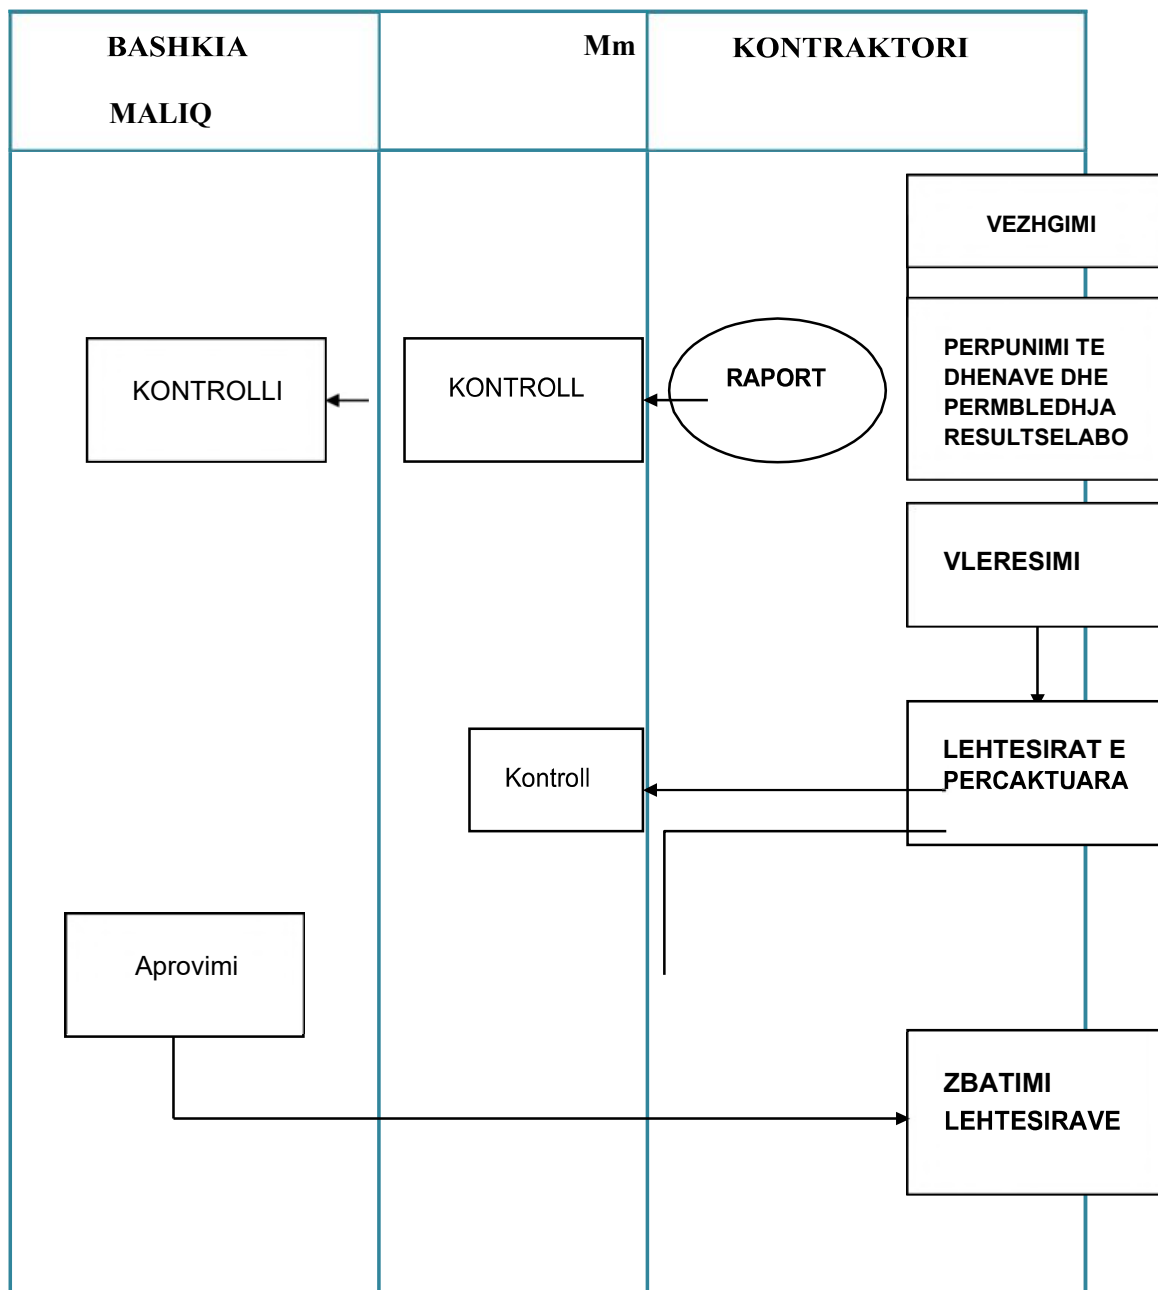 BASHKIA
MALIQ
Mm
KONTRAKTORI
VEZHGIMI
KONTROLLI
KONTROLL
RAPORT
PERPUNIMI TE
DHENAVE DHE
PERMBLEDHJA
RESULTSELABO
VLERESIMI
Kontroll
LEHTESIRAT E
PERCAKTUARA
Aprovimi
ZBATIMI
LEHTESIRAVE